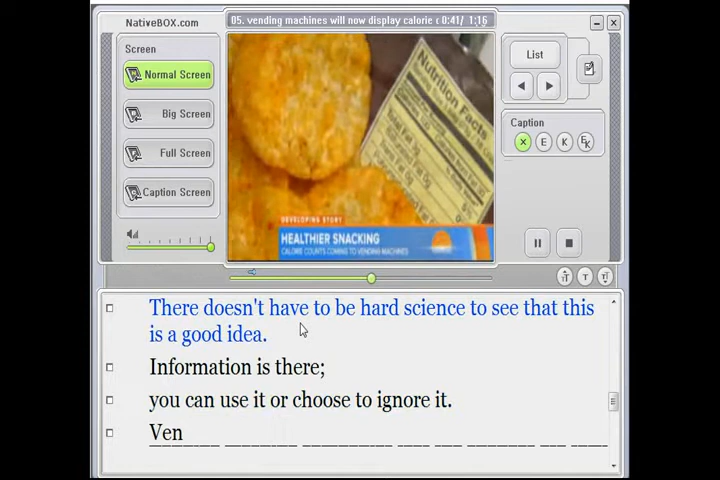 NativeBOX.com
05. vending machines will now display calorie c 0:41/ 1:16
Screen
Normal Screen
Big Screen
Full Screen
Caption Screen
List
Caption
X E K EK
Nutrition Facts
DEVELOPING STORY
HEALTHIER SNACKING
CALORIE COUNTS COMING TO VENDING MACHINES
TT T TT
There doesn't have to be hard science to see that this
is a good idea.
Information is there;
you can use it or choose to ignore it.
Ven